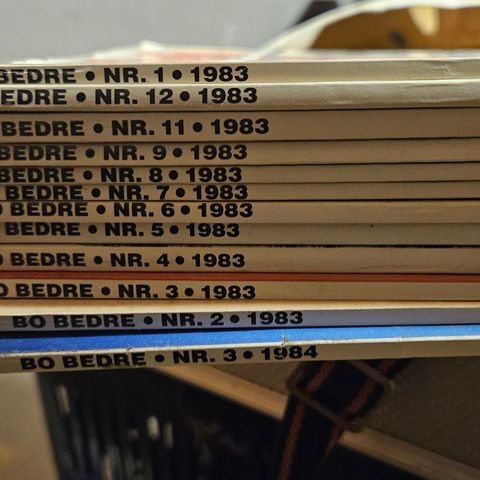 BEDRE • NR. 1 • 1983
EDRE • NR. 12 • 1983
BEDRE • NR. 11 • 1983
BEDRE • NR. 9 • 1983
BEDRE • NR. 8 • 1983
BEDRE • NR. 7 • 1983
O BEDRE • NR. 6 • 1983
BEDRE • NR. 5 • 1983
O BEDRE • NR. 4 • 1983
O BEDRE • NR. 3 • 1983
BO BEDRE • NR. 2 • 1983
BO BEDRE • NR. 3 • 1984